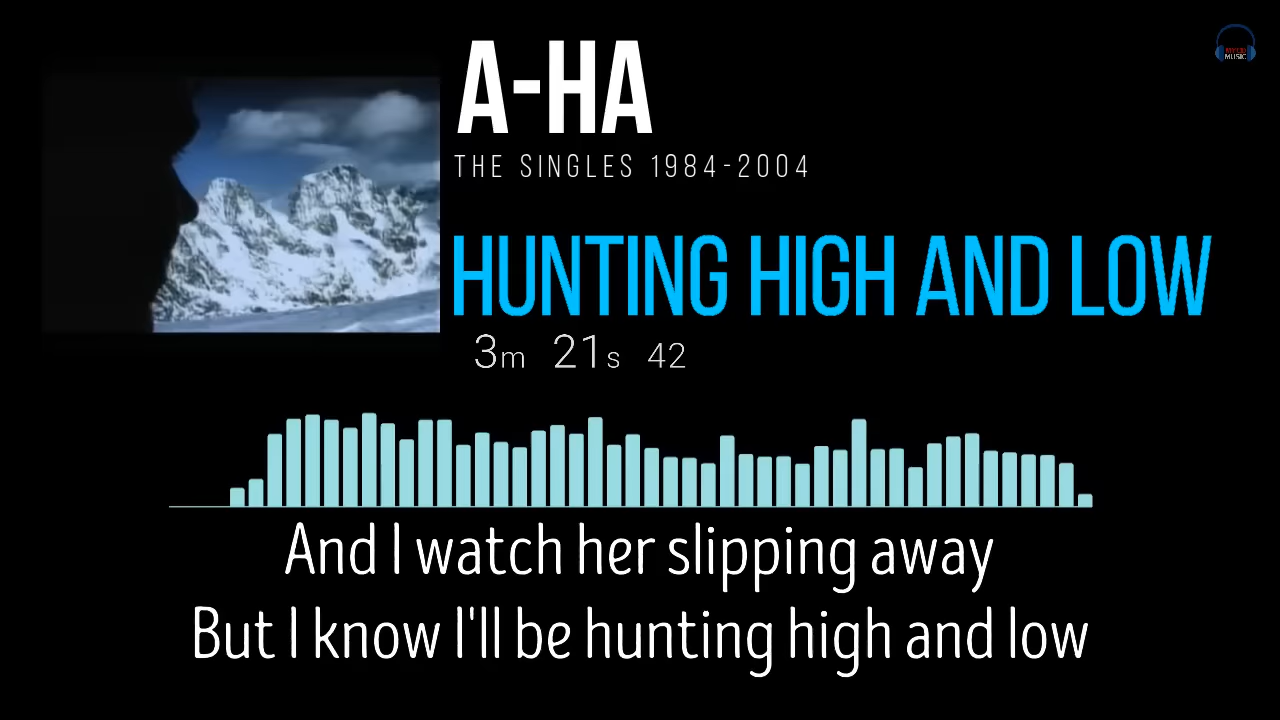 A-HA
THE SINGLES 1984-2004
HUNTING HIGH AND LOW
3m 21s 42
And I watch her slipping away
But I know I'll be hunting high and low